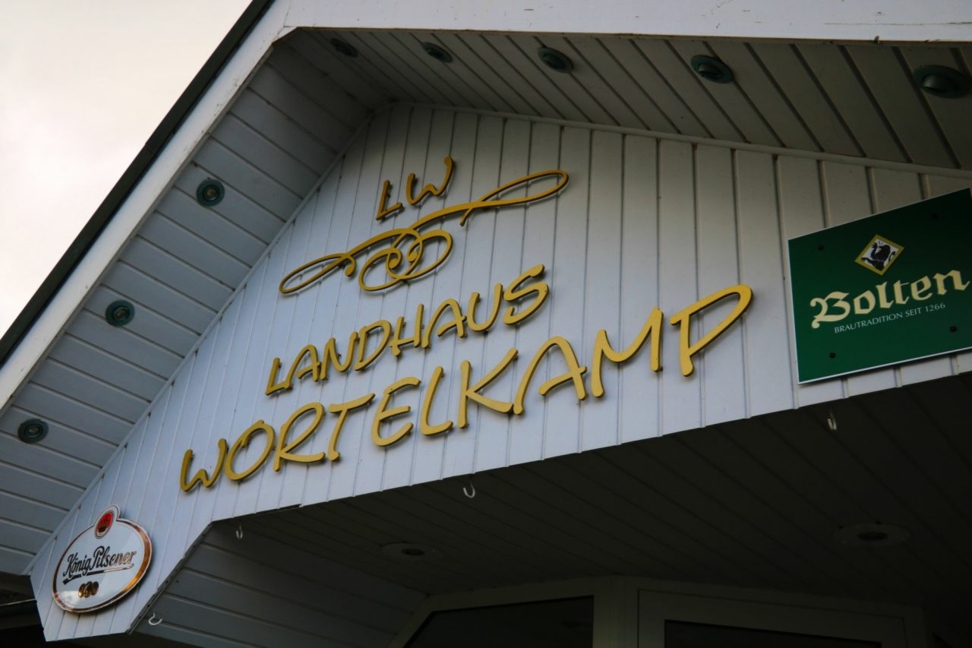 LW
LANDHAUS
WORTELKAMP
Bolten
BRAUTRADITION SEIT 1266
König Pilsener